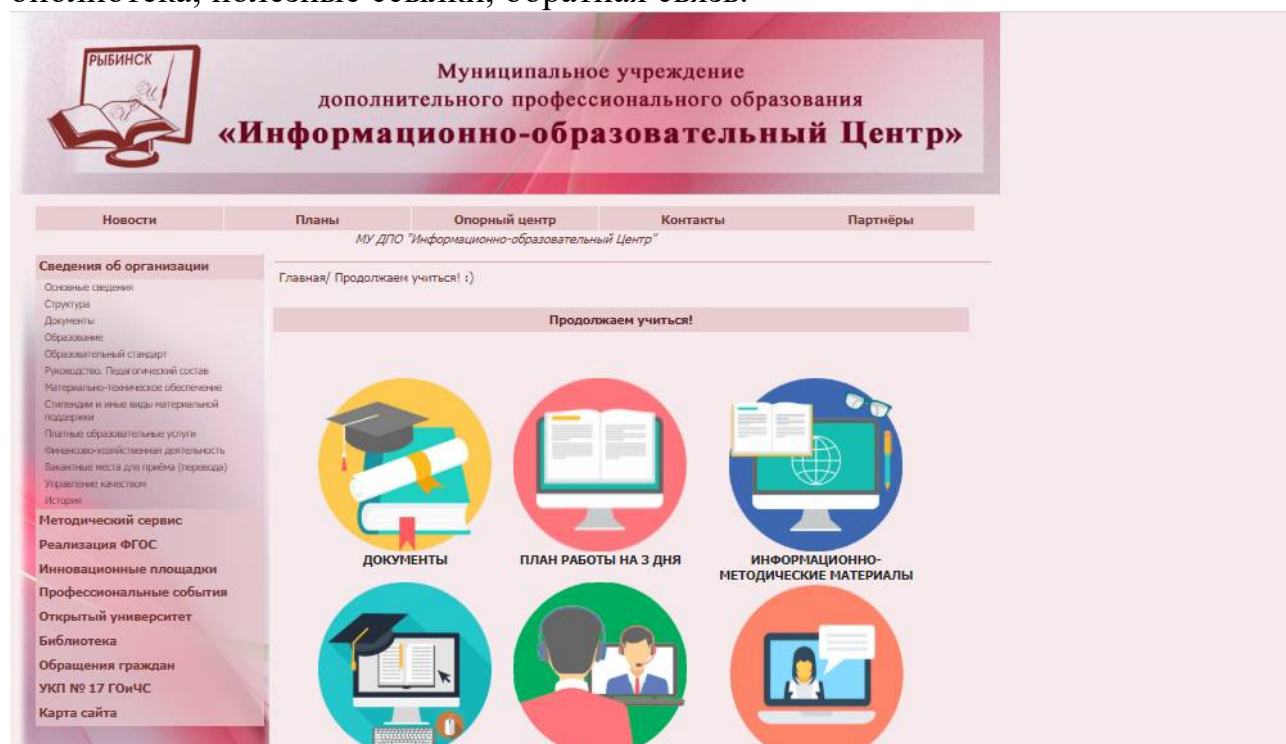 библиотека, полезные ссылки, обратная связь.
РЫБИНСК
Муниципальное учреждение
дополнительного профессионального образования
«Информационно-образовательный Центр»
Новости Планы Опорный центр Контакты Партнёры
МУ ДПО "Информационно-образовательный Центр"
Сведения об организации
Основные сведения
Структура
Документы
Образование
Образовательный стандарт
Руководство. Педагогический состав
Материально-техническое обеспечение
Стипендии и иные виды материальной
поддержки
Платные образовательные услуги
Финансово-хозяйственная деятельность
Вакантные места для приёма (перевода)
Управление качеством
История
Методический сервис
Реализация ФГОС
Инновационные площадки
Профессиональные события
Открытый университет
Библиотека
Обращения граждан
УКП № 17 ГОиЧС
Карта сайта
Главная/ Продолжаем учиться! :)
Продолжаем учиться!
ДОКУМЕНТЫ
ПЛАН РАБОТЫ НА 3 ДНЯ
ИНФОРМАЦИОННО-
МЕТОДИЧЕСКИЕ МАТЕРИАЛЫ